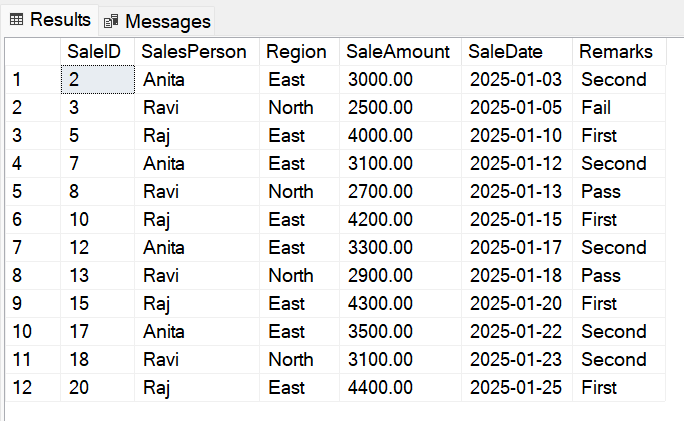 Results Messages
SaleID SalesPerson Region SaleAmount SaleDate Remarks
1 2 Anita East 3000.00 2025-01-03 Second
2 3 Ravi North 2500.00 2025-01-05 Fail
3 5 Raj East 4000.00 2025-01-10 First
4 7 Anita East 3100.00 2025-01-12 Second
5 8 Ravi North 2700.00 2025-01-13 Pass
6 10 Raj East 4200.00 2025-01-15 First
7 12 Anita East 3300.00 2025-01-17 Second
8 13 Ravi North 2900.00 2025-01-18 Pass
9 15 Raj East 4300.00 2025-01-20 First
10 17 Anita East 3500.00 2025-01-22 Second
11 18 Ravi North 3100.00 2025-01-23 Second
12 20 Raj East 4400.00 2025-01-25 First